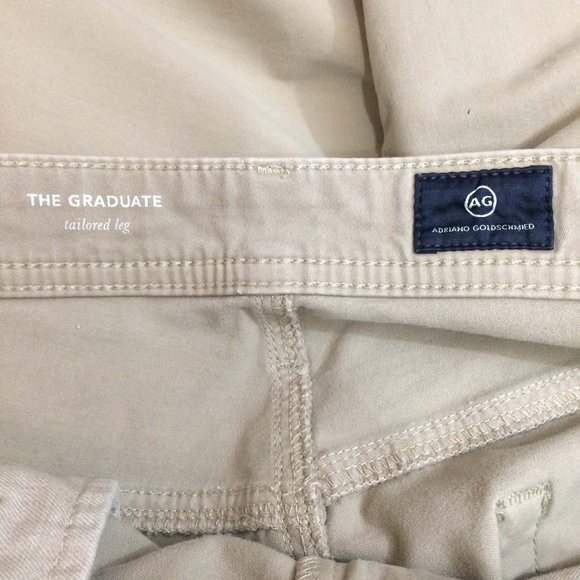 THE GRADUATE
tailored leg
AG
ADRIANO GOLDSCHMIED